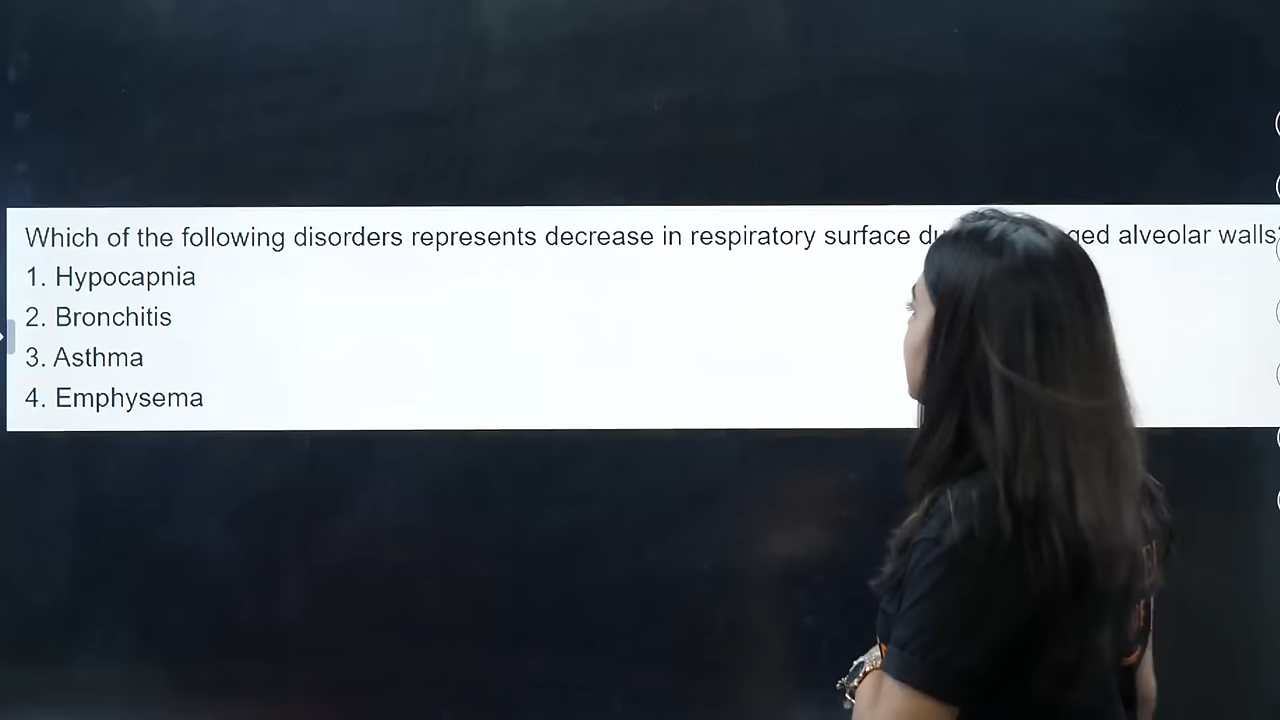 Which of the following disorders represents decrease in respiratory surface alveolar walls
1. Hypocapnia
2. Bronchitis
3. Asthma
4. Emphysema